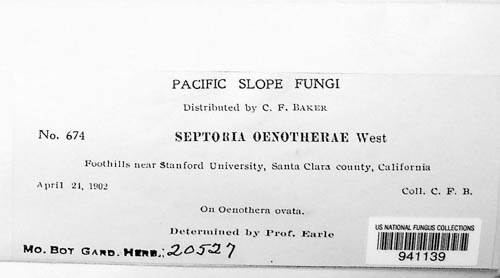 PACIFIC SLOPE FUNGI
Distributed by C. F. BAKER
No. 674 SEPTORIA OENOTHERAE West
Foothills near Stanford University, Santa Clara county, California
April 21, 1902 Coll. C. F. B.
On Oenothera ovata.
Determined by Prof. Earle
US NATIONAL FUNGUS COLLECTIONS
941139
MO. BOT GARD. HERB.; 20527